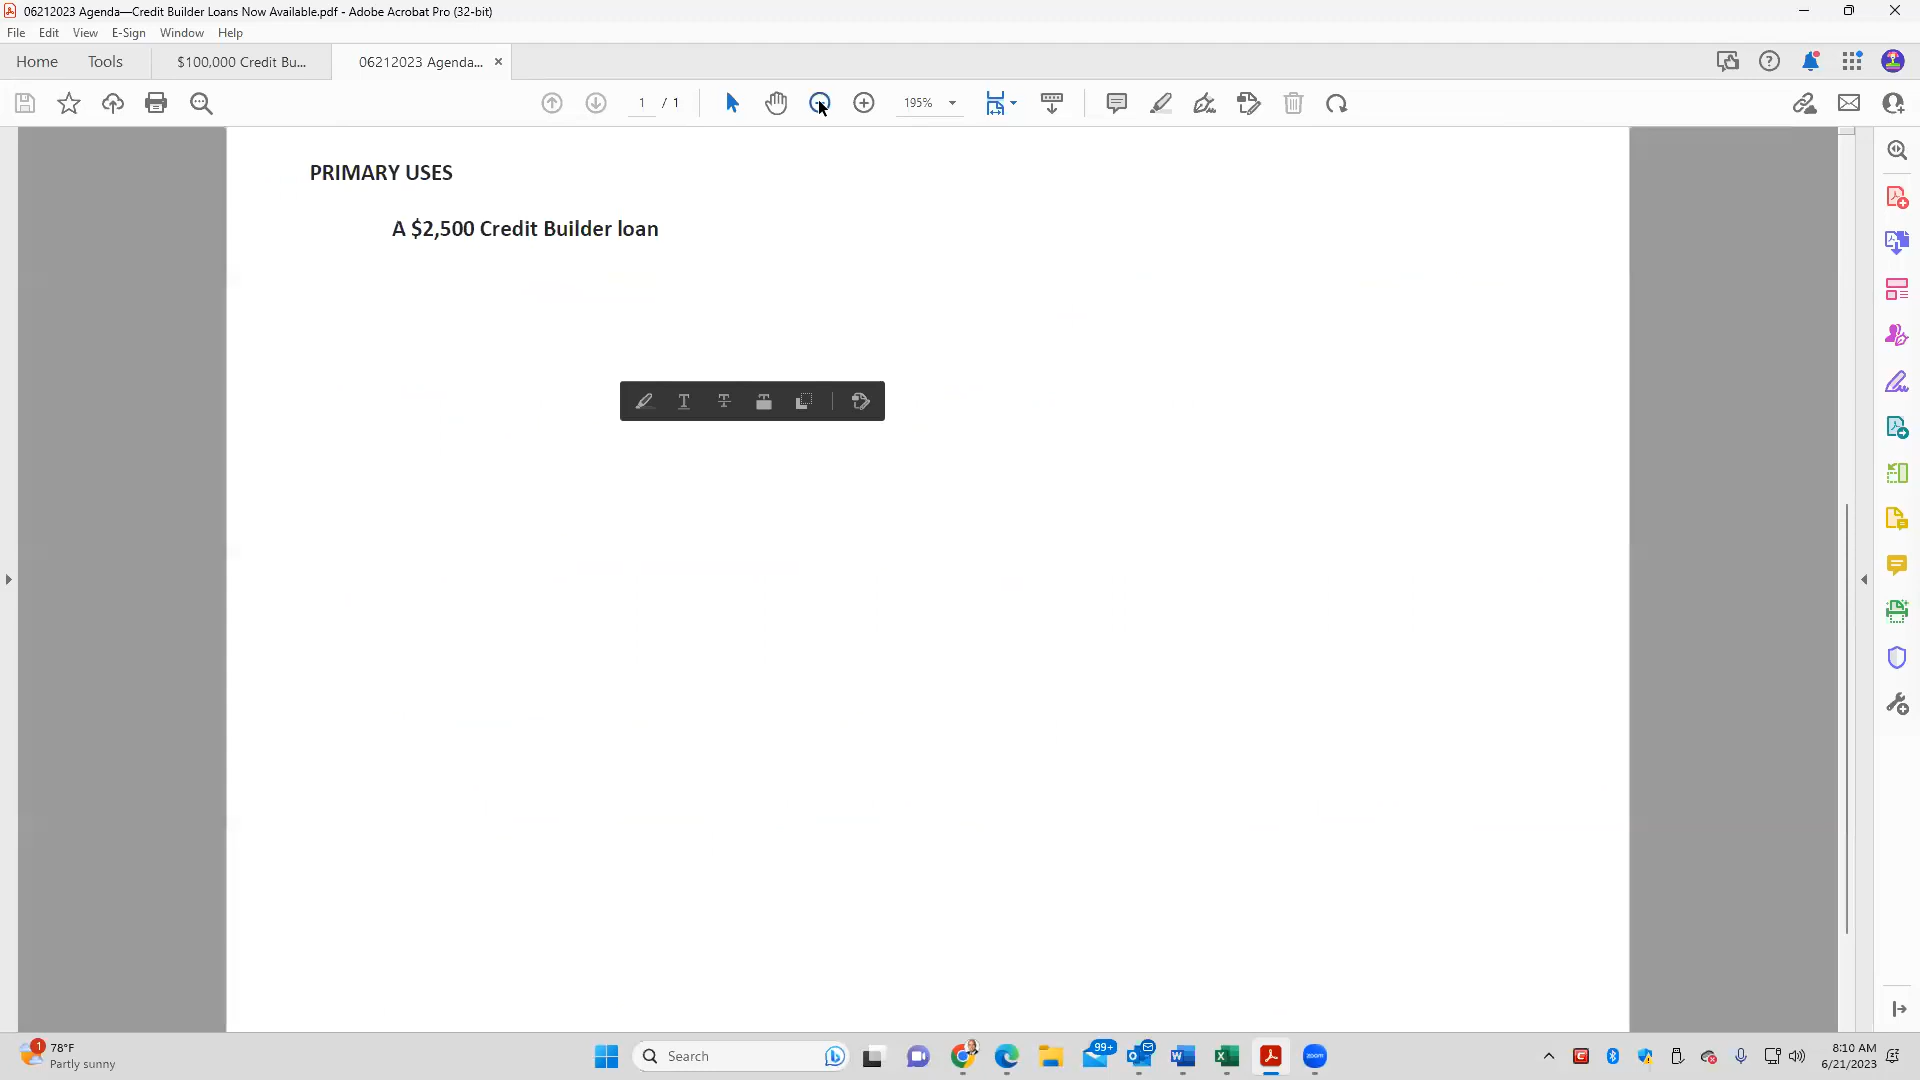 06212023 Agenda—Credit Builder Loans Now Available.pdf - Adobe Acrobat Pro (32-bit)
File Edit View E-Sign Window Help
Home Tools $100,000 Credit Bu... 06212023 Agenda... ×
1 / 1 195%
PRIMARY USES
A $2,500 Credit Builder loan
1 78°F
Partly sunny
Search
99+
zoom
8:10 AM
6/21/2023